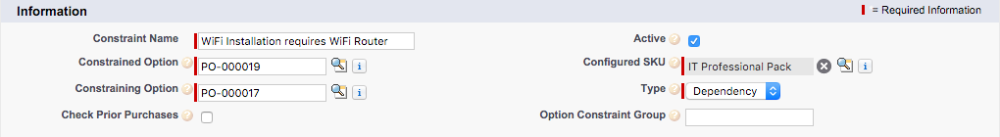 Information
= Required Information
Constraint Name WiFi Installation requires WiFi Router Active
Constrained Option PO-000019 Configured SKU IT Professional Pack
Constraining Option PO-000017 Type Dependency
Check Prior Purchases Option Constraint Group